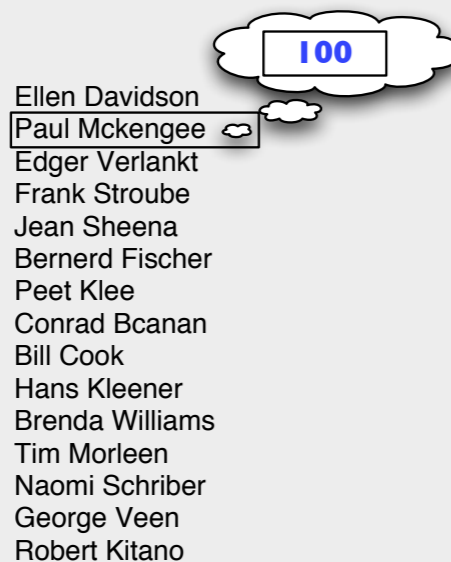 100
Ellen Davidson
Paul Mckengee
Edger Verlankt
Frank Stroube
Jean Sheena
Bernerd Fischer
Peet Klee
Conrad Bcanan
Bill Cook
Hans Kleener
Brenda Williams
Tim Morleen
Naomi Schriber
George Veen
Robert Kitano